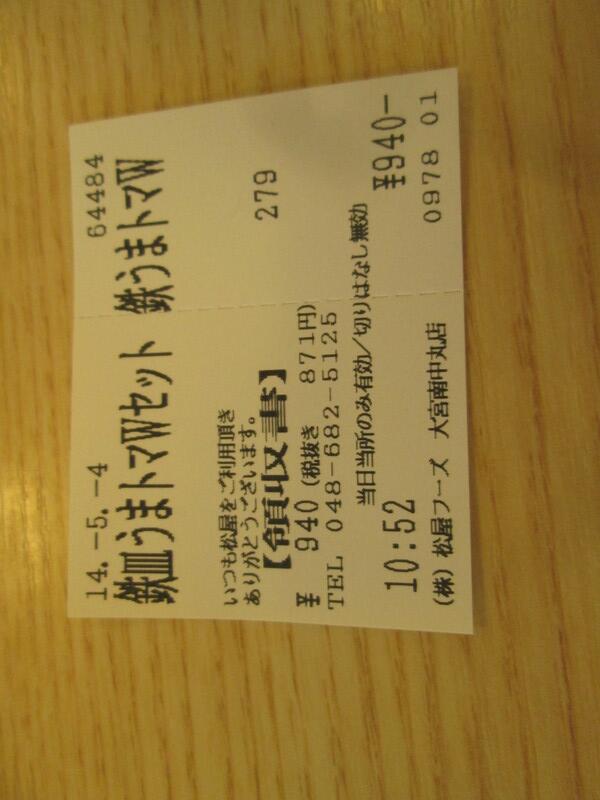 14.-5.-4 64484
鉄皿うまトマWセット 鉄うまトマW
いつも松屋をご利用頂き
ありがとうございます。
279
【領収書】
¥ 940 (税抜き 871円)
TEL 048-682-5125
当日当所のみ有効/切りはなし無効
10:52 ¥940-
(株)松屋フーズ 大宮南中丸店 0978 01